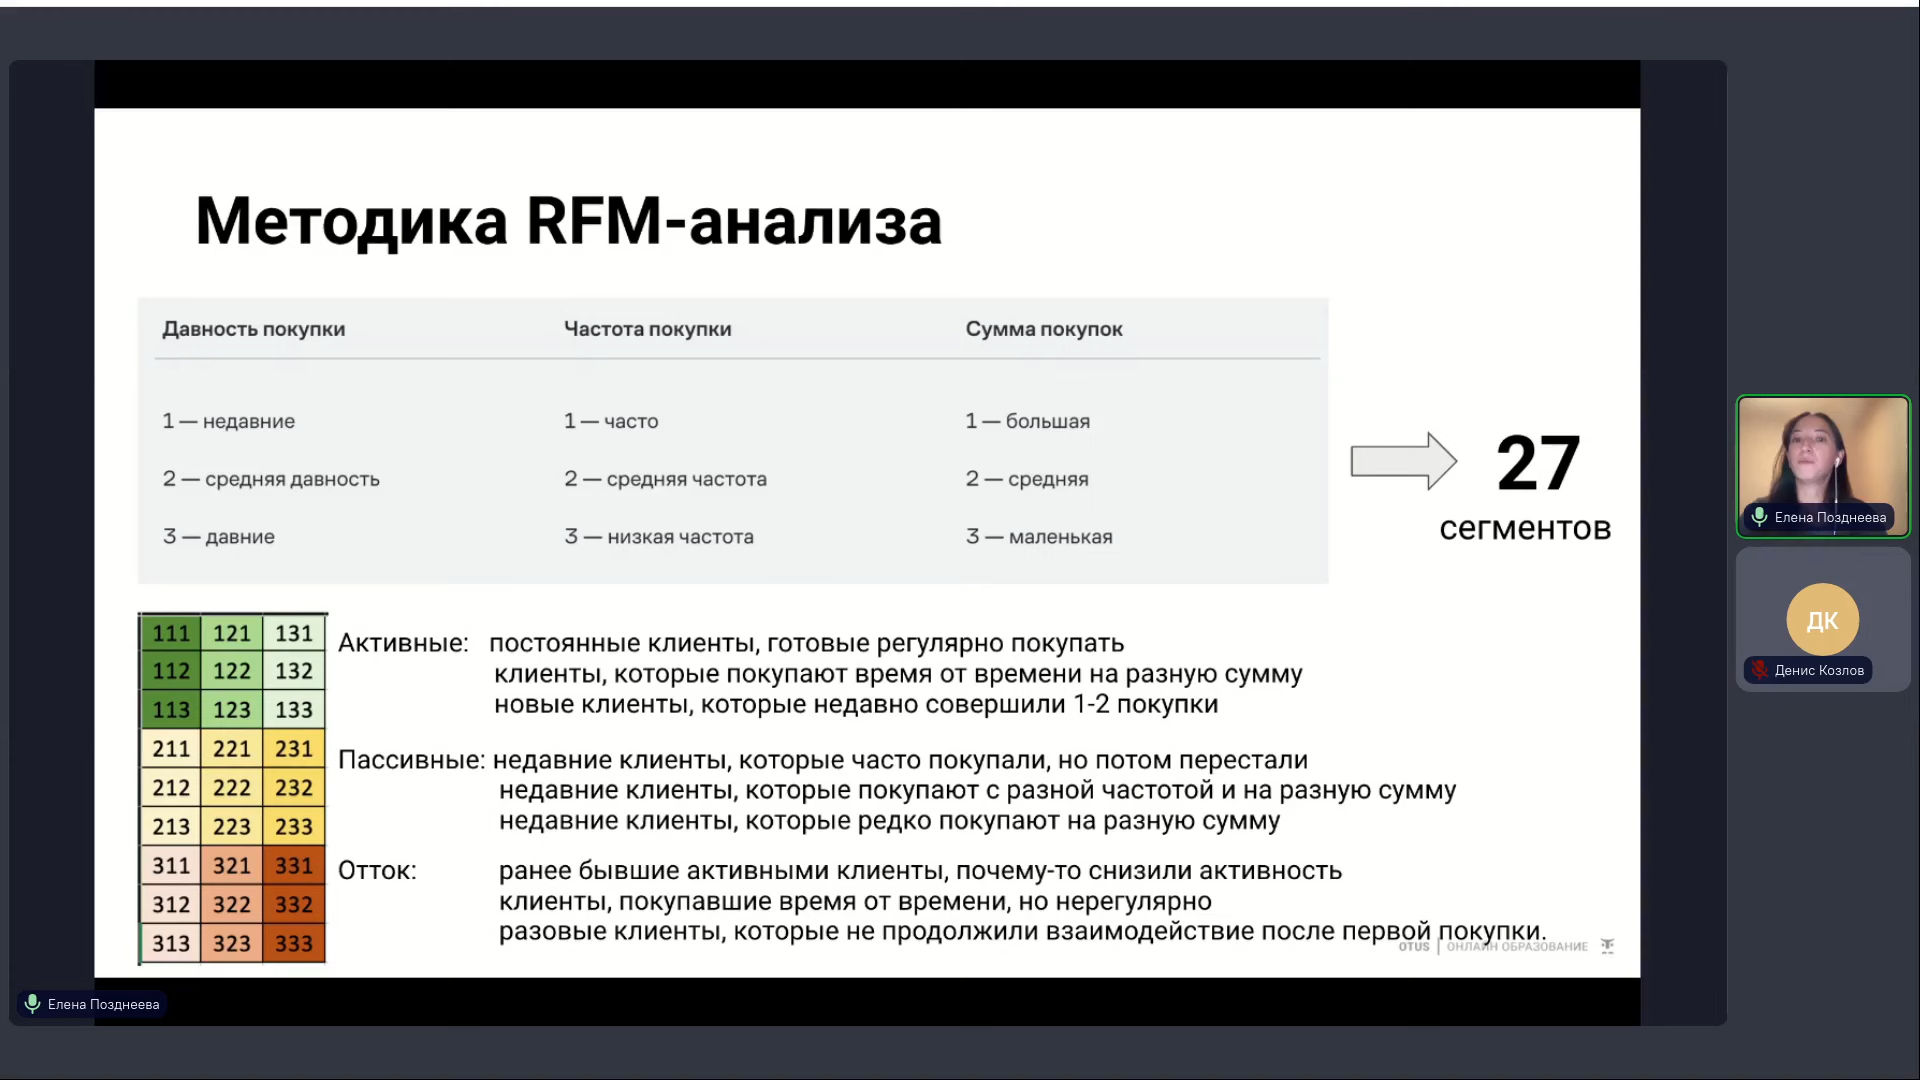 Методика RFM-анализа
Давность покупки Частота покупки Сумма покупок
1 — недавние 1 — часто 1 — большая
2 — средняя давность 2 — средняя частота 2 — средняя
3 — давние 3 — низкая частота 3 — маленькая
27
сегментов
111 121 131
112 122 132
113 123 133
211 221 231
212 222 232
213 223 233
311 321 331
312 322 332
313 323 333
Активные: постоянные клиенты, готовые регулярно покупать
клиенты, которые покупают время от времени на разную сумму
новые клиенты, которые недавно совершили 1-2 покупки
Пассивные: недавние клиенты, которые часто покупали, но потом перестали
недавние клиенты, которые покупают с разной частотой и на разную сумму
недавние клиенты, которые редко покупают на разную сумму
Отток: ранее бывшие активными клиенты, почему-то снизили активность
клиенты, покупавшие время от времени, но нерегулярно
разовые клиенты, которые не продолжили взаимодействие после первой покупки.
OTUS | ОНЛАЙН ОБРАЗОВАНИЕ
Елена Позднеева
Елена Позднеева
ДК
Денис Козлов